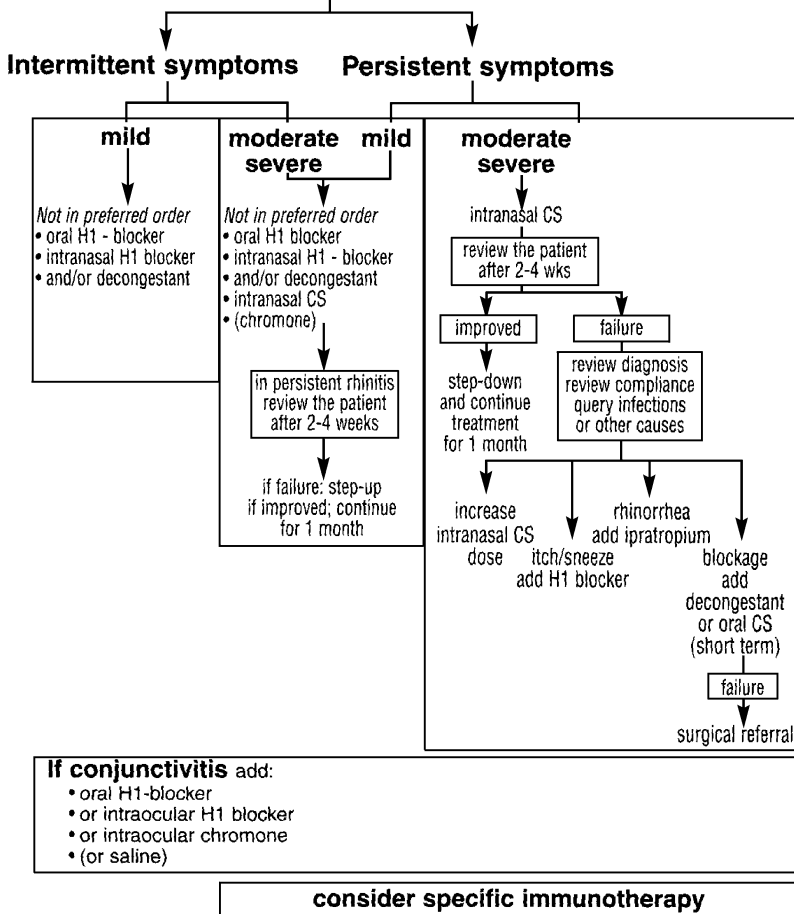 Intermittent symptoms
Persistent symptoms
mild
Not in preferred order
• oral H1 - blocker
• intranasal H1 blocker
• and/or decongestant
moderate
severe
mild
Not in preferred order
• oral H1 blocker
• intranasal H1 - blocker
• and/or decongestant
• intranasal CS
• (chromone)
in persistent rhinitis
review the patient
after 2-4 weeks
if failure: step-up
if improved; continue
for 1 month
moderate
severe
intranasal CS
review the patient
after 2-4 wks
improved
step-down
and continue
treatment
for 1 month
failure
review diagnosis
review compliance
query infections
or other causes
increase
intranasal CS
dose
itch/sneeze
add H1 blocker
rhinorrhea
add ipratropium
blockage
add
decongestant
or oral CS
(short term)
failure
surgical referral
If conjunctivitis add:
• oral H1-blocker
• or intraocular H1 blocker
• or intraocular chromone
• (or saline)
consider specific immunotherapy